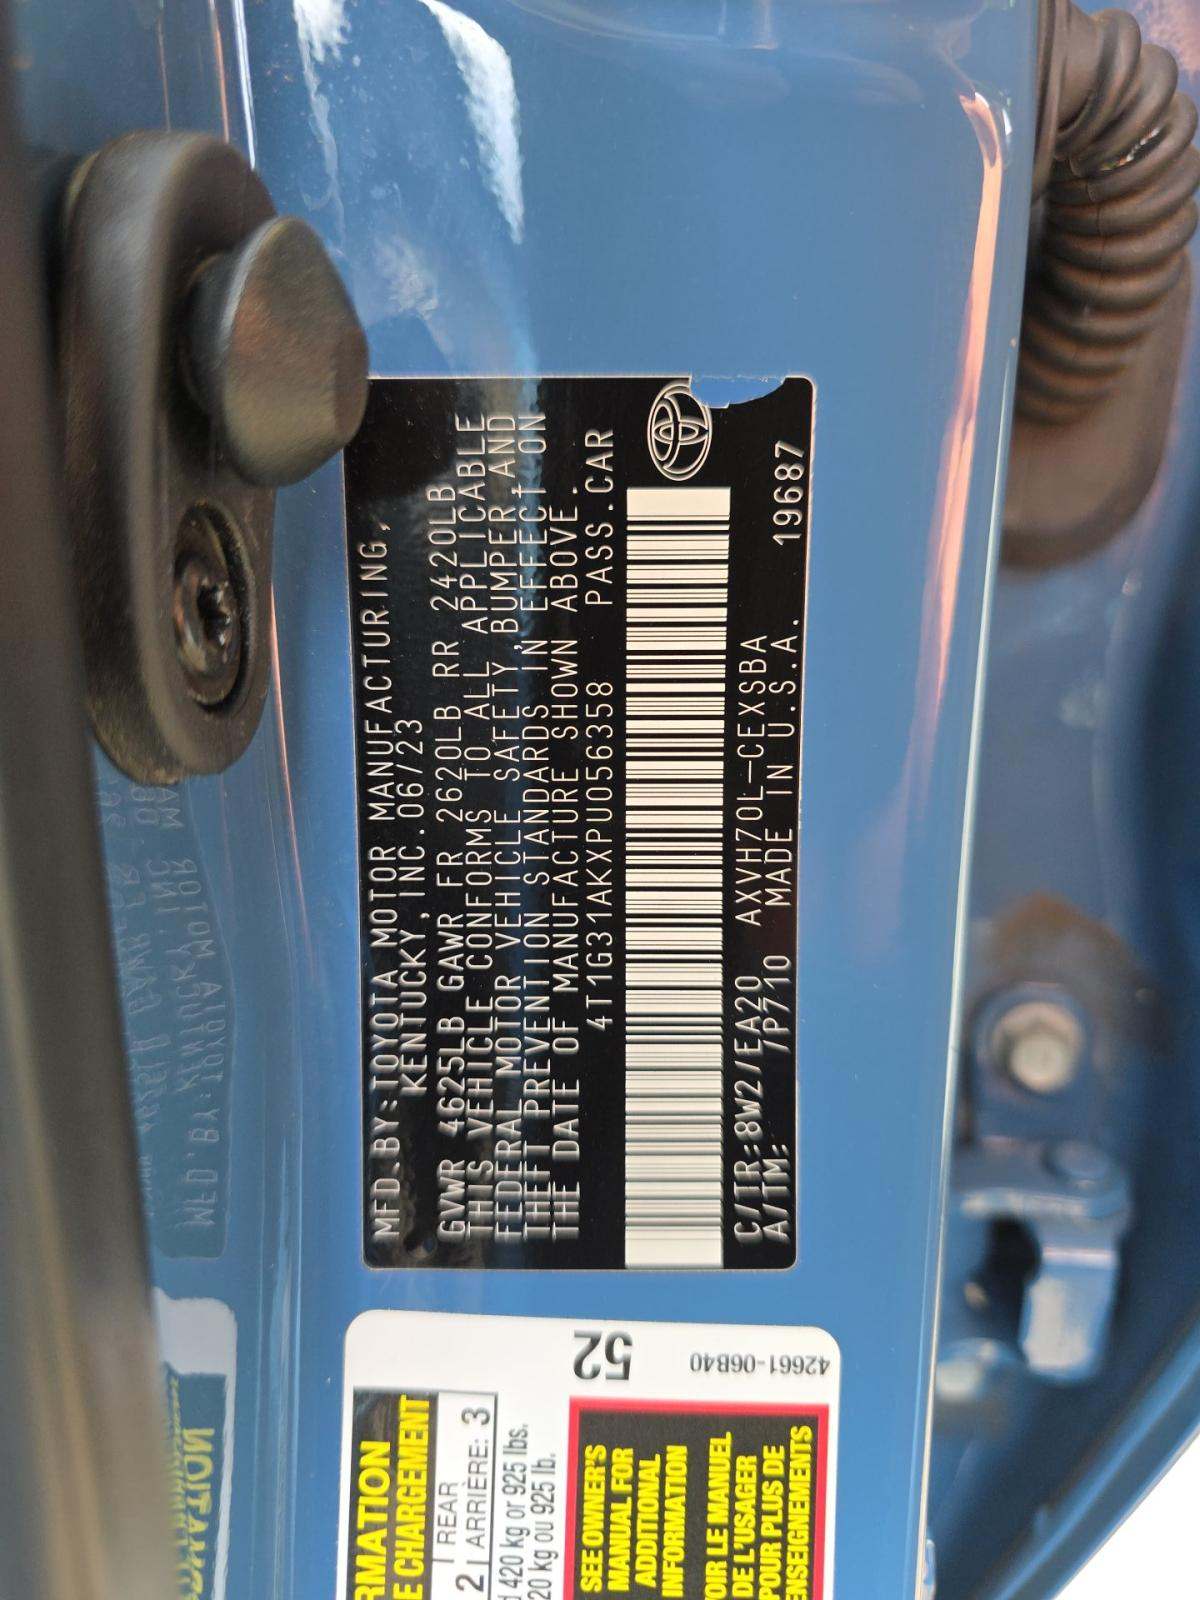 MFD.BY:TOYOTA MOTOR MANUFACTURING,
KENTUCKY,INC.06/23
GVWR 4625LB GAWR FR 2620LB RR 2420LB
THIS VEHICLE CONFORMS TO ALL APPLICABLE
FEDERAL MOTOR VEHICLE SAFETY,BUMPER,AND
THEFT PREVENTION STANDARDS IN EFFECT ON
THE DATE OF MANUFACTURE SHOWN ABOVE.
4T1G31AKXPU056358 PASS.CAR
C/TR:8W2/EA20 AXVH70L-CEXSBA
A/TM: /P710 MADE IN U.S.A. 19687
RMATION
E CHARGEMENT
REAR
2 ARRIÈRE: 3
d 420 kg or 925 lbs.
20 kg ou 925 lb.
52
SEE OWNER'S
MANUAL FOR
ADDITIONAL
INFORMATION
VOIR LE MANUEL
DE L'USAGER
POUR PLUS DE
ENSEIGNEMENTS
42661-06B40